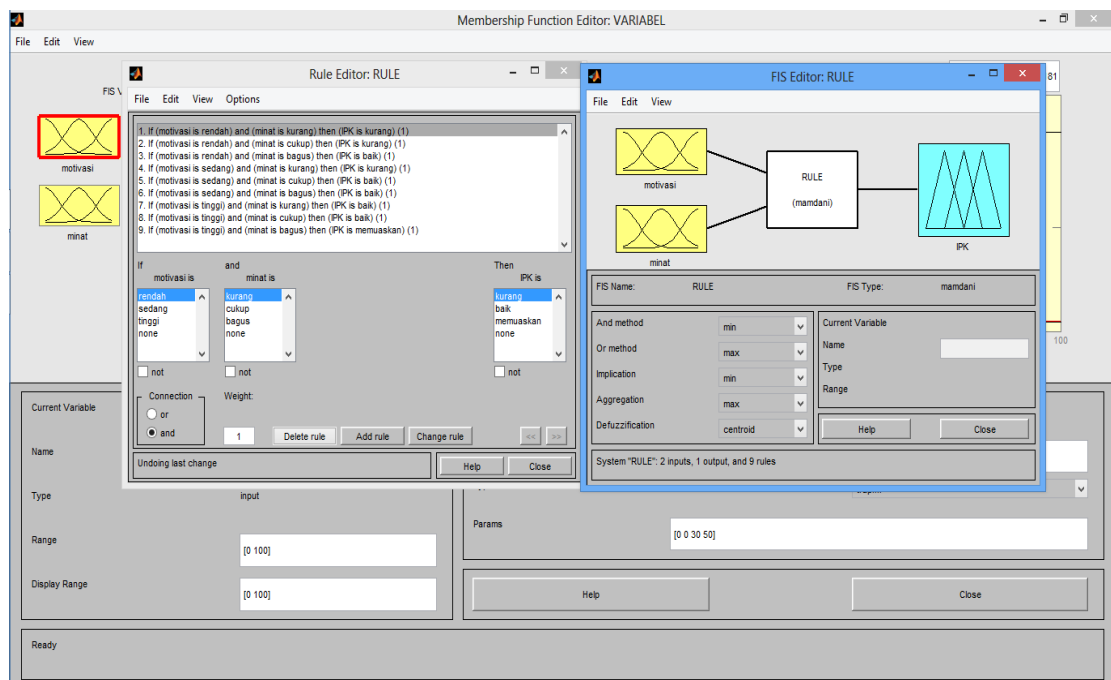 Membership Function Editor: VARIABEL
File Edit View
FIS V
81
motivasi
minat
100
Rule Editor: RULE
File Edit View Options
1. If (motivasi is rendah) and (minat is kurang) then (IPK is kurang) (1)
2. If (motivasi is rendah) and (minat is cukup) then (IPK is kurang) (1)
3. If (motivasi is rendah) and (minat is bagus) then (IPK is baik) (1)
4. If (motivasi is sedang) and (minat is kurang) then (IPK is kurang) (1)
5. If (motivasi is sedang) and (minat is cukup) then (IPK is baik) (1)
6. If (motivasi is sedang) and (minat is bagus) then (IPK is baik) (1)
7. If (motivasi is tinggi) and (minat is kurang) then (IPK is baik) (1)
8. If (motivasi is tinggi) and (minat is cukup) then (IPK is baik) (1)
9. If (motivasi is tinggi) and (minat is bagus) then (IPK is memuaskan) (1)
If and Then
motivasi is minat is IPK is
rendah kurang kurang
sedang cukup baik
tinggi bagus memuaskan
none none none
not not not
Connection Weight:
or
and 1 Delete rule Add rule Change rule << >>
Undoing last change Help Close
FIS Editor: RULE
File Edit View
motivasi
minat
RULE
(mamdani)
IPK
FIS Name: RULE FIS Type: mamdani
And method min
Or method max
Implication min
Aggregation max
Defuzzification centroid
Current Variable
Name
Type
Range
Help Close
System "RULE": 2 inputs, 1 output, and 9 rules
Current Variable
Name
Type input
Range [0 100]
Display Range [0 100]
Params [0 0 30 50]
Help Close
Ready